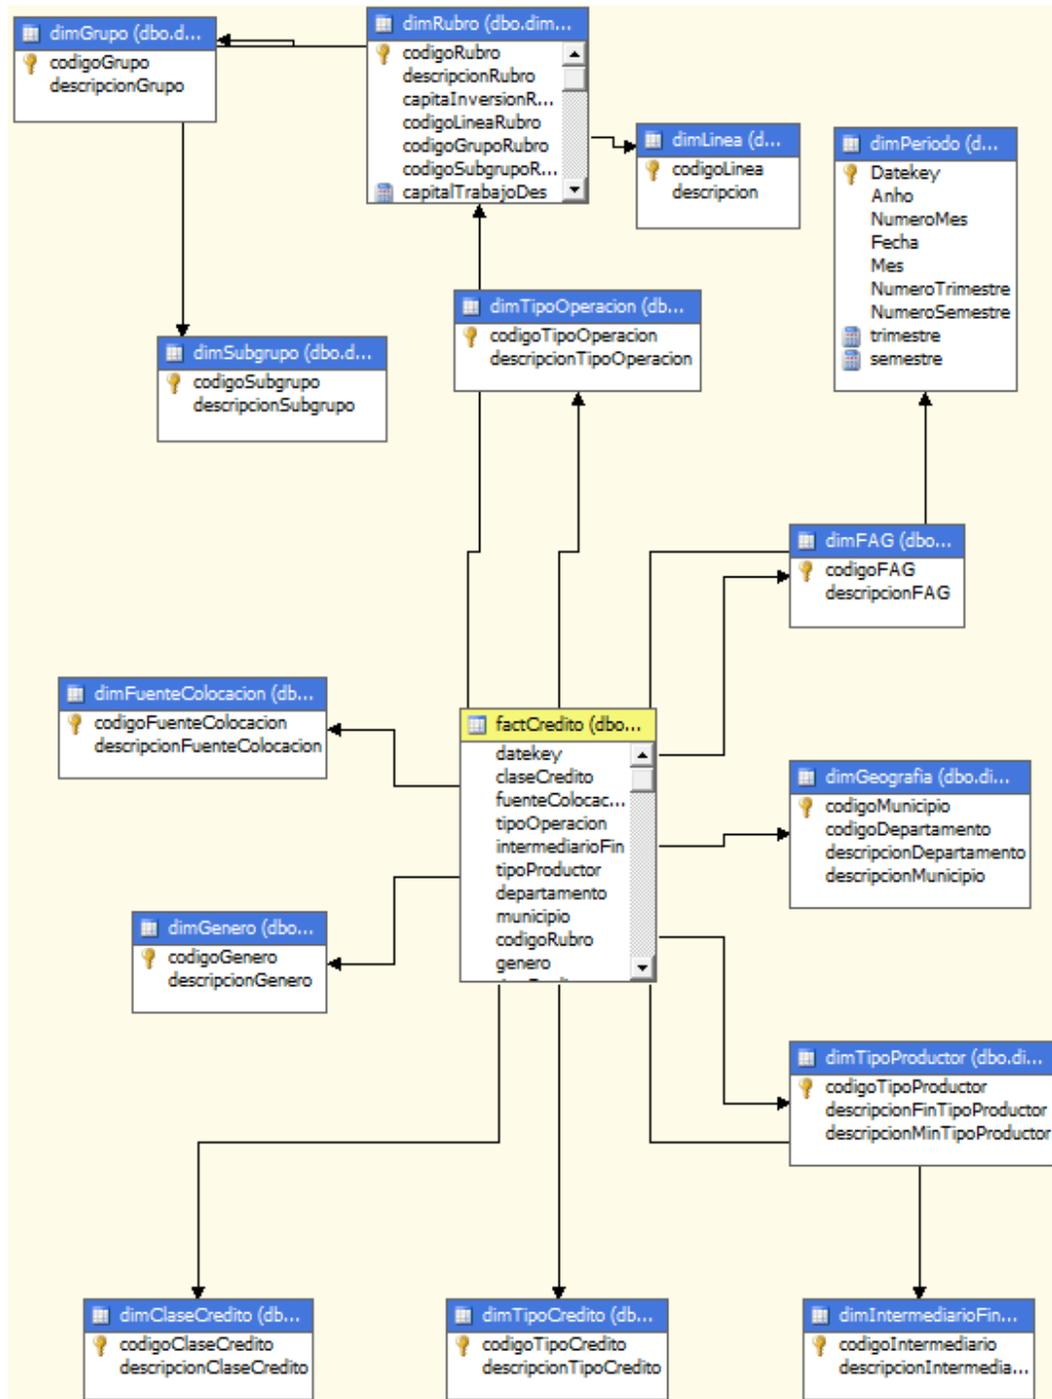 dimGrupo (dbo.d...
codigoGrupo
descripcionGrupo
dimRubro (dbo.dim...
codigoRubro
descripcionRubro
capitaInversionR...
codigoLineaRubro
codigoGrupoRubro
codigoSubgrupoR...
capitalTrabajoDes
dimLinea (d...
codigoLinea
descripcion
dimPeriodo (d...
Datekey
Anho
NumeroMes
Fecha
Mes
NumeroTrimestre
NumeroSemestre
trimestre
semestre
dimTipoOperacion (db...
codigoTipoOperacion
descripcionTipoOperacion
dimSubgrupo (dbo.d...
codigoSubgrupo
descripcionSubgrupo
dimFAG (dbo...
codigoFAG
descripcionFAG
dimFuenteColocacion (db...
codigoFuenteColocacion
descripcionFuenteColocacion
factCredito (dbo...
datekey
claseCredito
fuenteColocac...
tipoOperacion
intermediarioFin
tipoProductor
departamento
municipio
codigoRubro
genero
dimGeografia (dbo.di...
codigoMunicipio
codigoDepartamento
descripcionDepartamento
descripcionMunicipio
dimGenero (dbo...
codigoGenero
descripcionGenero
dimTipoProductor (dbo.di...
codigoTipoProductor
descripcionFinTipoProductor
descripcionMinTipoProductor
dimClaseCredito (db...
codigoClaseCredito
descripcionClaseCredito
dimTipoCredito (db...
codigoTipoCredito
descripcionTipoCredito
dimIntermediarioFin...
codigoIntermediario
descripcionIntermedia...